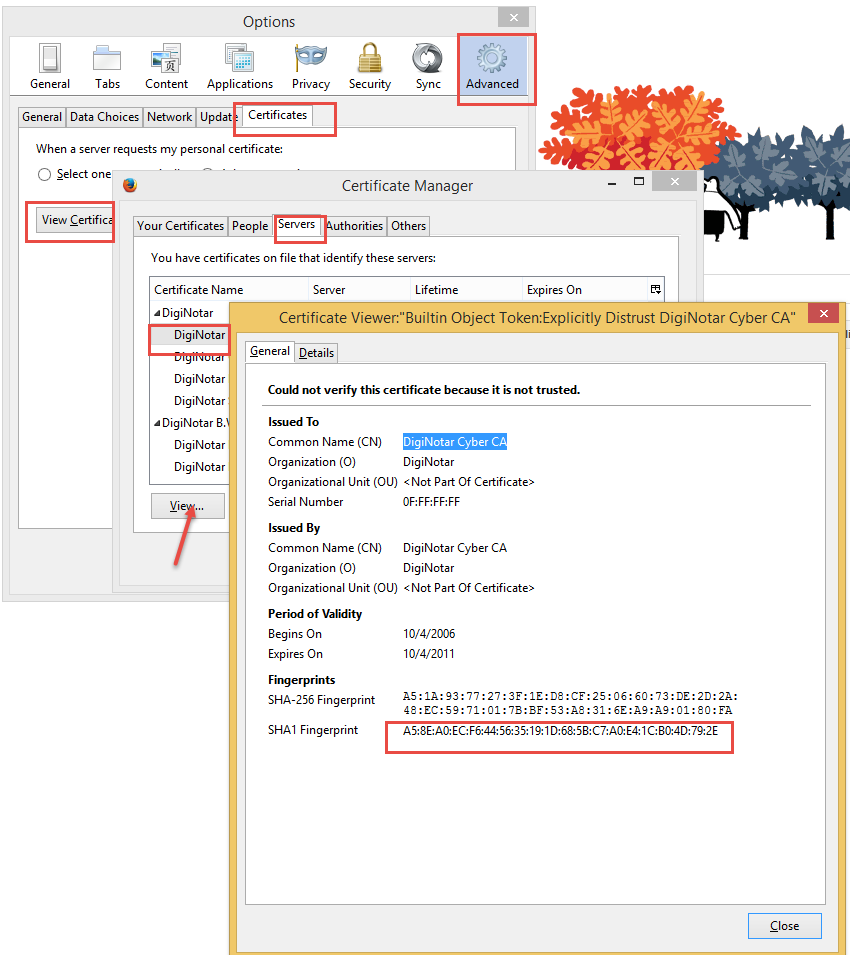 Options
General Tabs Content Applications Privacy Security Sync Advanced
General Data Choices Network Update Certificates
When a server requests my personal certificate:
Select one
View Certifica
Certificate Manager
Your Certificates People Servers Authorities Others
You have certificates on file that identify these servers:
Certificate Name Server Lifetime Expires On
DigiNotar
DigiNotar
DigiNotar
DigiNotar
DigiNotar
DigiNotar B.V
DigiNotar
DigiNotar
View...
Certificate Viewer:"Builtin Object Token:Explicitly Distrust DigiNotar Cyber CA"
General Details
Could not verify this certificate because it is not trusted.
Issued To
Common Name (CN) DigiNotar Cyber CA
Organization (O) DigiNotar
Organizational Unit (OU) <Not Part Of Certificate>
Serial Number 0F:FF:FF:FF
Issued By
Common Name (CN) DigiNotar Cyber CA
Organization (O) DigiNotar
Organizational Unit (OU) <Not Part Of Certificate>
Period of Validity
Begins On 10/4/2006
Expires On 10/4/2011
Fingerprints
SHA-256 Fingerprint A5:1A:93:77:27:3F:1E:D8:CF:25:06:60:73:DE:2D:2A:
48:EC:59:71:01:7B:BF:53:A8:31:6E:A9:A9:01:80:FA
SHA1 Fingerprint A5:8E:A0:EC:F6:44:56:35:19:1D:68:5B:C7:A0:E4:1C:B0:4D:79:2E
Close